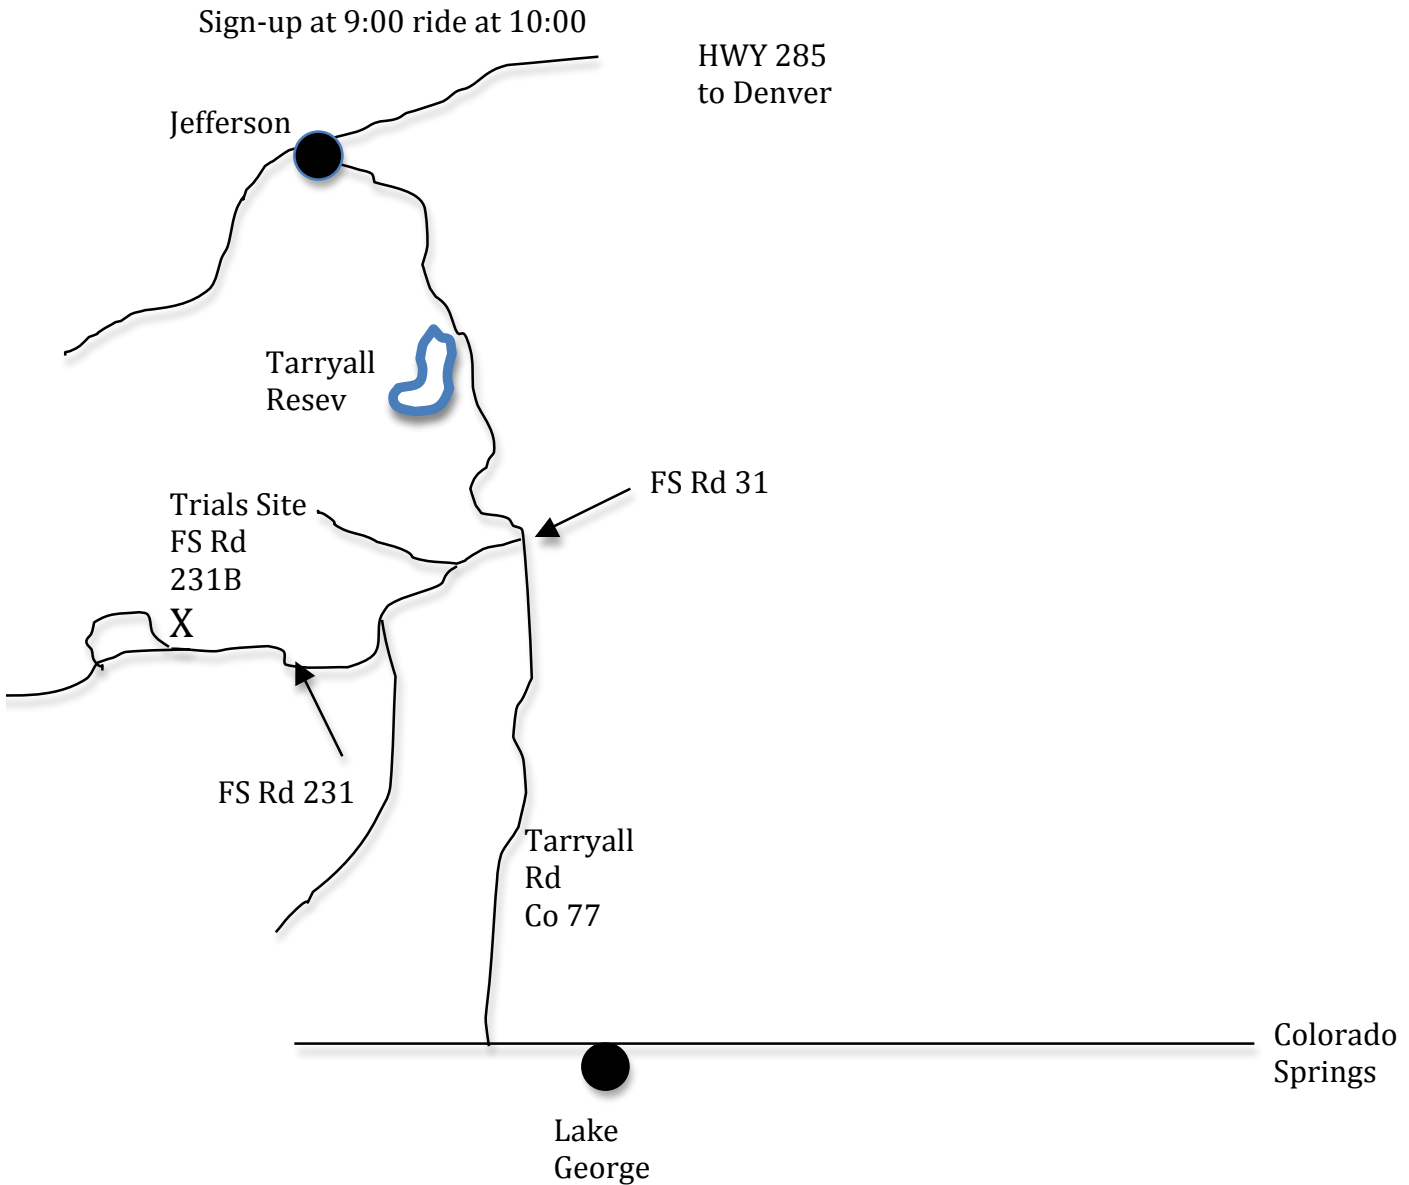 Sign-up at 9:00 ride at 10:00
HWY 285
to Denver
Jefferson
Tarryall
Resev
FS Rd 31
Trials Site
FS Rd
231B
X
FS Rd 231
Tarryall
Rd
Co 77
Colorado
Springs
Lake
George